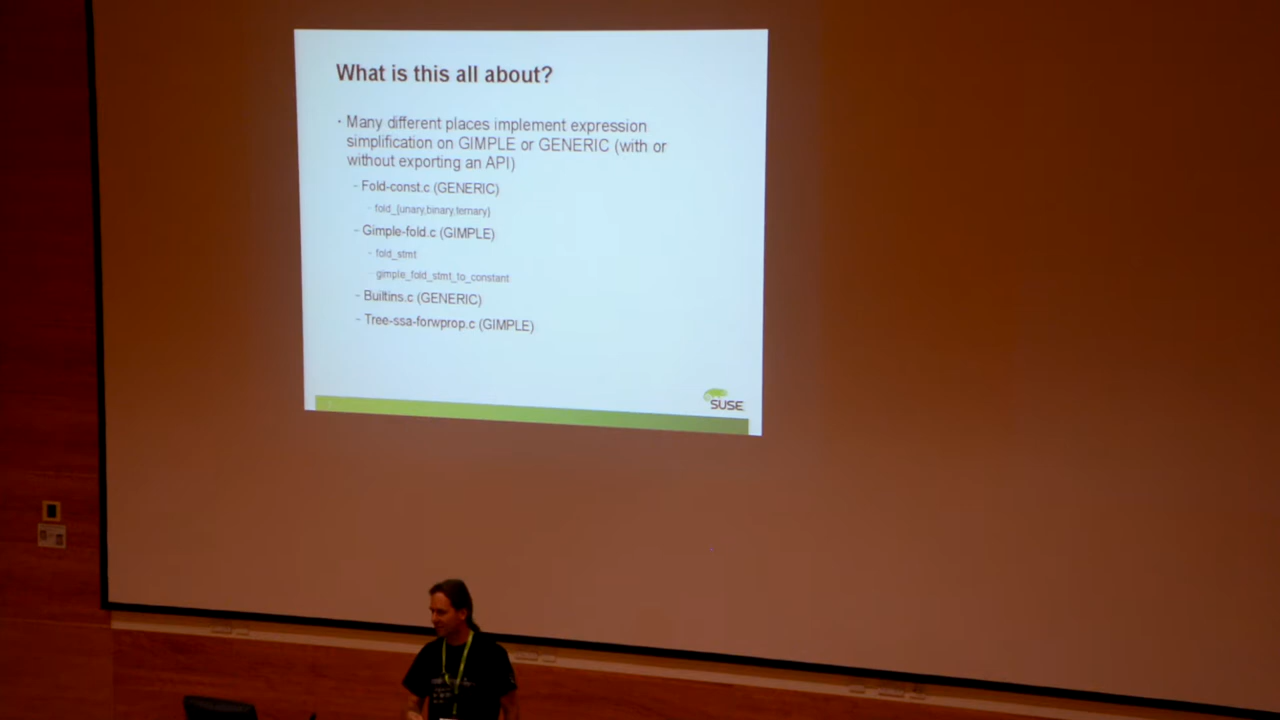 What is this all about?
· Many different places implement expression
simplification on GIMPLE or GENERIC (with or
without exporting an API)
- Fold-const.c (GENERIC)
- fold_{unary,binary,ternary}
- Gimple-fold.c (GIMPLE)
- fold_stmt
- gimple_fold_stmt_to_constant
- Builtins.c (GENERIC)
- Tree-ssa-forwprop.c (GIMPLE)
SUSE